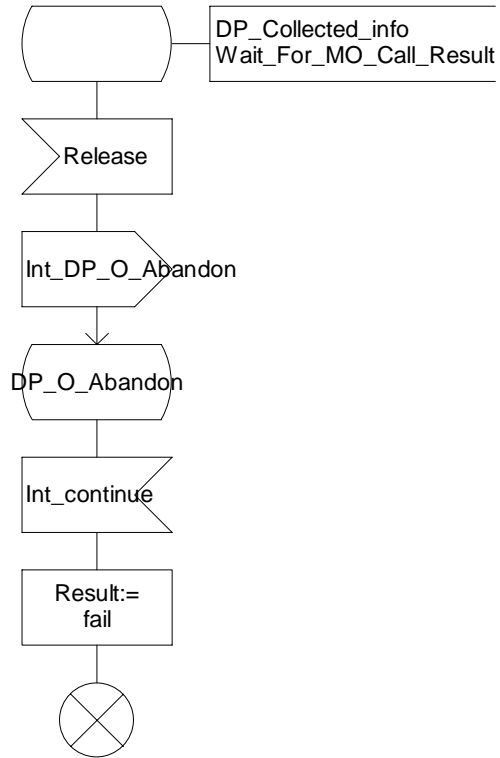 DP_Collected_info
Wait_For_MO_Call_Result
Release
Int_DP_O_Abandon
DP_O_Abandon
Int_continue
Result:=
fail